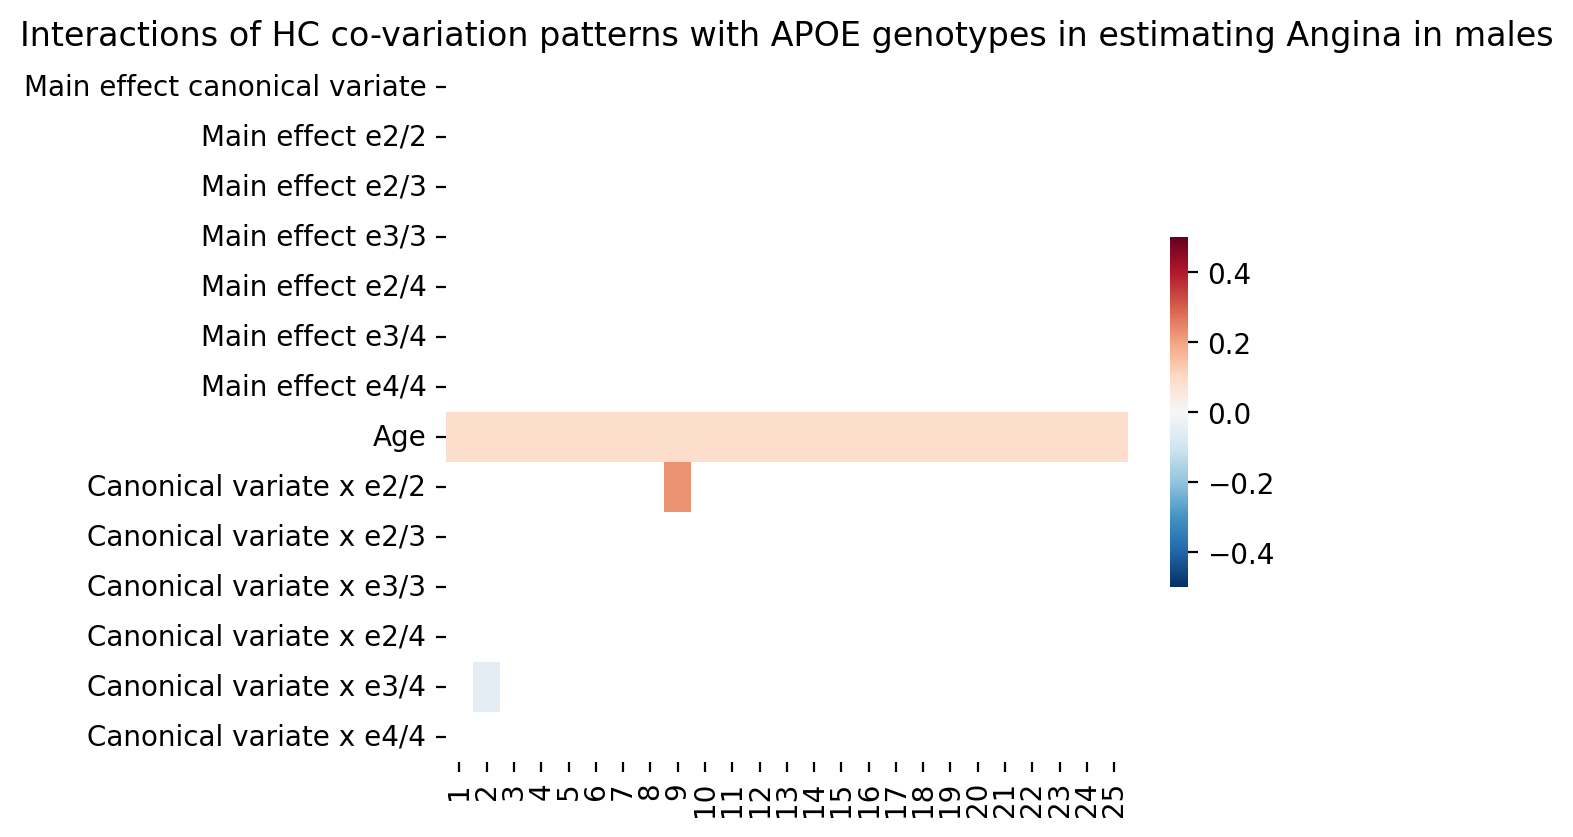 Interactions of HC co-variation patterns with APOE genotypes in estimating Angina in males
Main effect canonical variate
Main effect e2/2
Main effect e2/3
Main effect e3/3
Main effect e2/4
Main effect e3/4
Main effect e4/4
Age
Canonical variate x e2/2
Canonical variate x e2/3
Canonical variate x e3/3
Canonical variate x e2/4
Canonical variate x e3/4
Canonical variate x e4/4
1 2 3 4 5 6 7 8 9 10 11 12 13 14 15 16 17 18 19 20 21 22 23 24 25
0.4
0.2
0.0
−0.2
−0.4